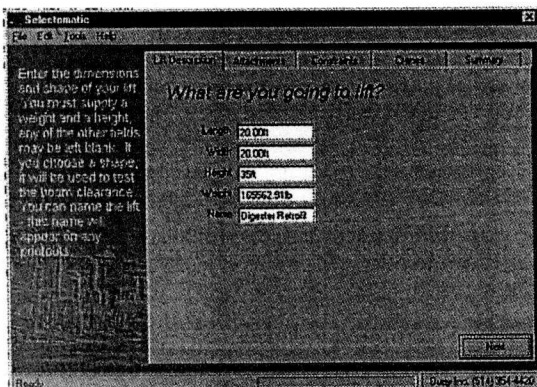 Selectomatic
File Edit Tools Help
Lift Description Attachments Constraints Cranes Summary
Enter the dimensions
and shape of your lift.
You must supply a
weight and a height,
any of the other fields
may be left blank. If
you choose a shape,
it will be used to test
the boom clearance.
You can name the lift
- this name will
appear on any
printouts.
What are you going to lift?
Length 20.00ft
Width 20.00ft
Height 35ft
Weight 165562.91lb
Name Digester Retrofit
Next
Ready